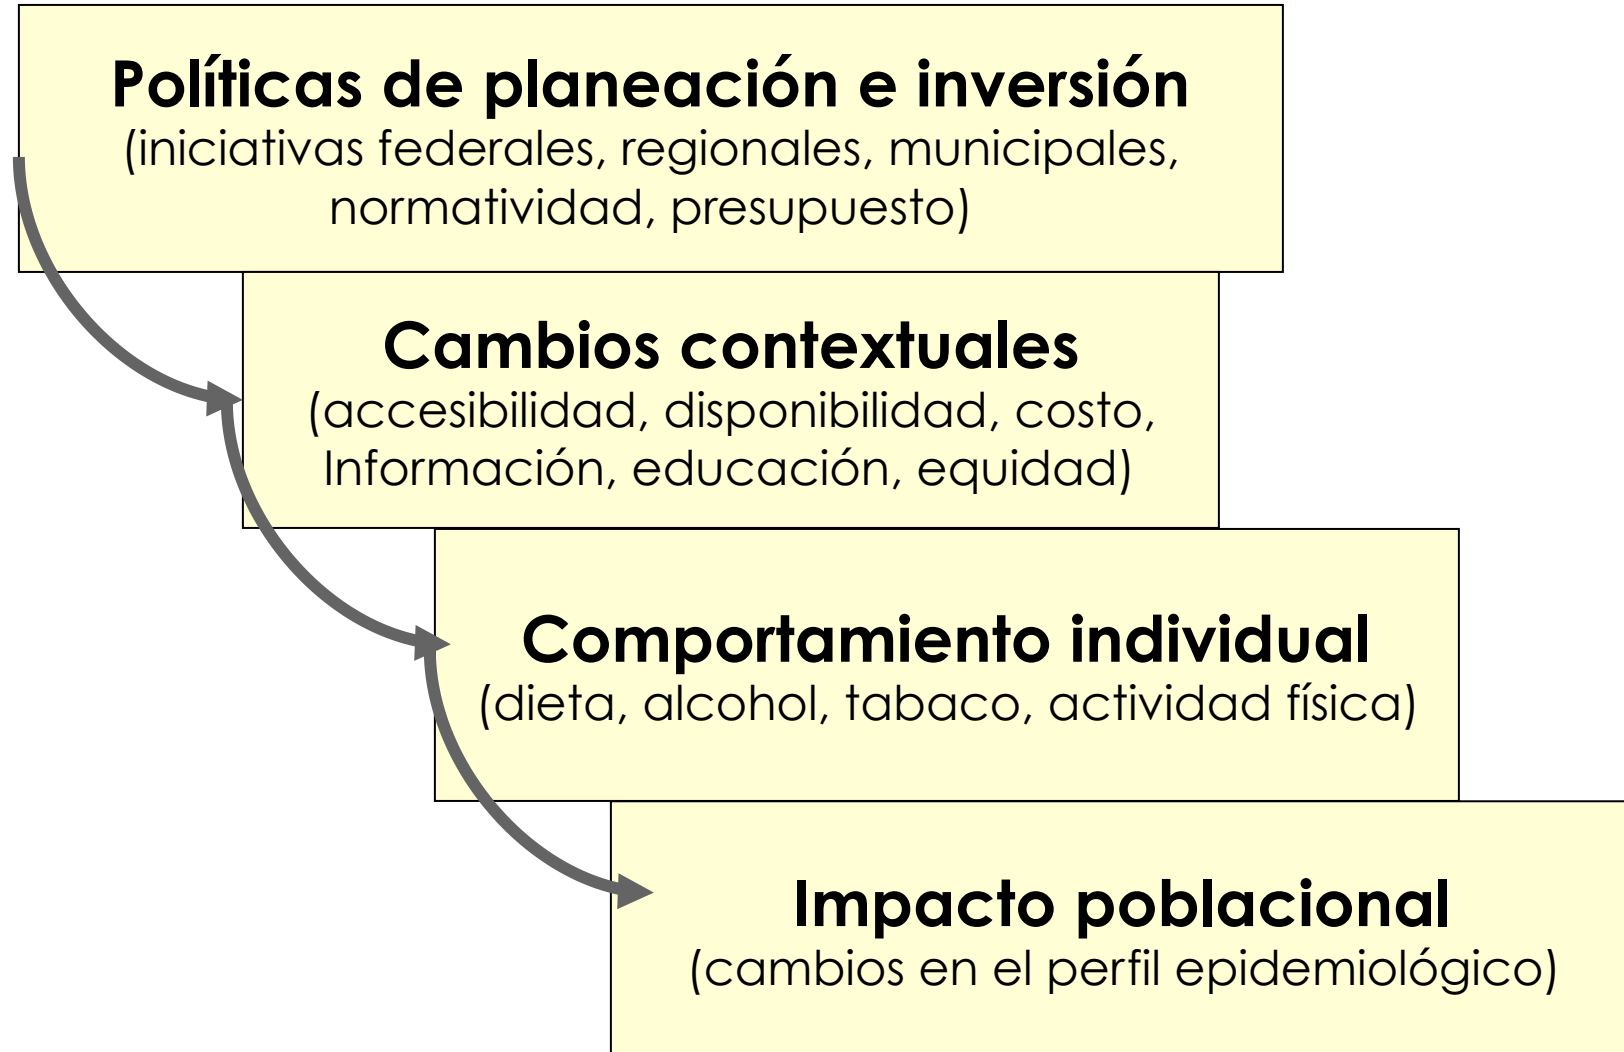 Políticas de planeación e inversión
(iniciativas federales, regionales, municipales,
normatividad, presupuesto)
Cambios contextuales
(accesibilidad, disponibilidad, costo,
Información, educación, equidad)
Comportamiento individual
(dieta, alcohol, tabaco, actividad física)
Impacto poblacional
(cambios en el perfil epidemiológico)